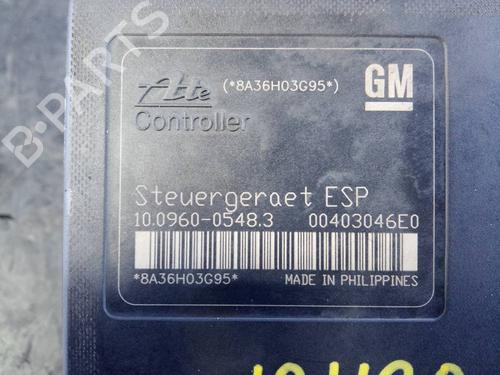 Ate (*8A36H03G95*) GM
Controller
Steuergeraet ESP
10.0960-0548.3 00403046E0
*8A36H03G95* MADE IN PHILIPPINES
B-PARTS